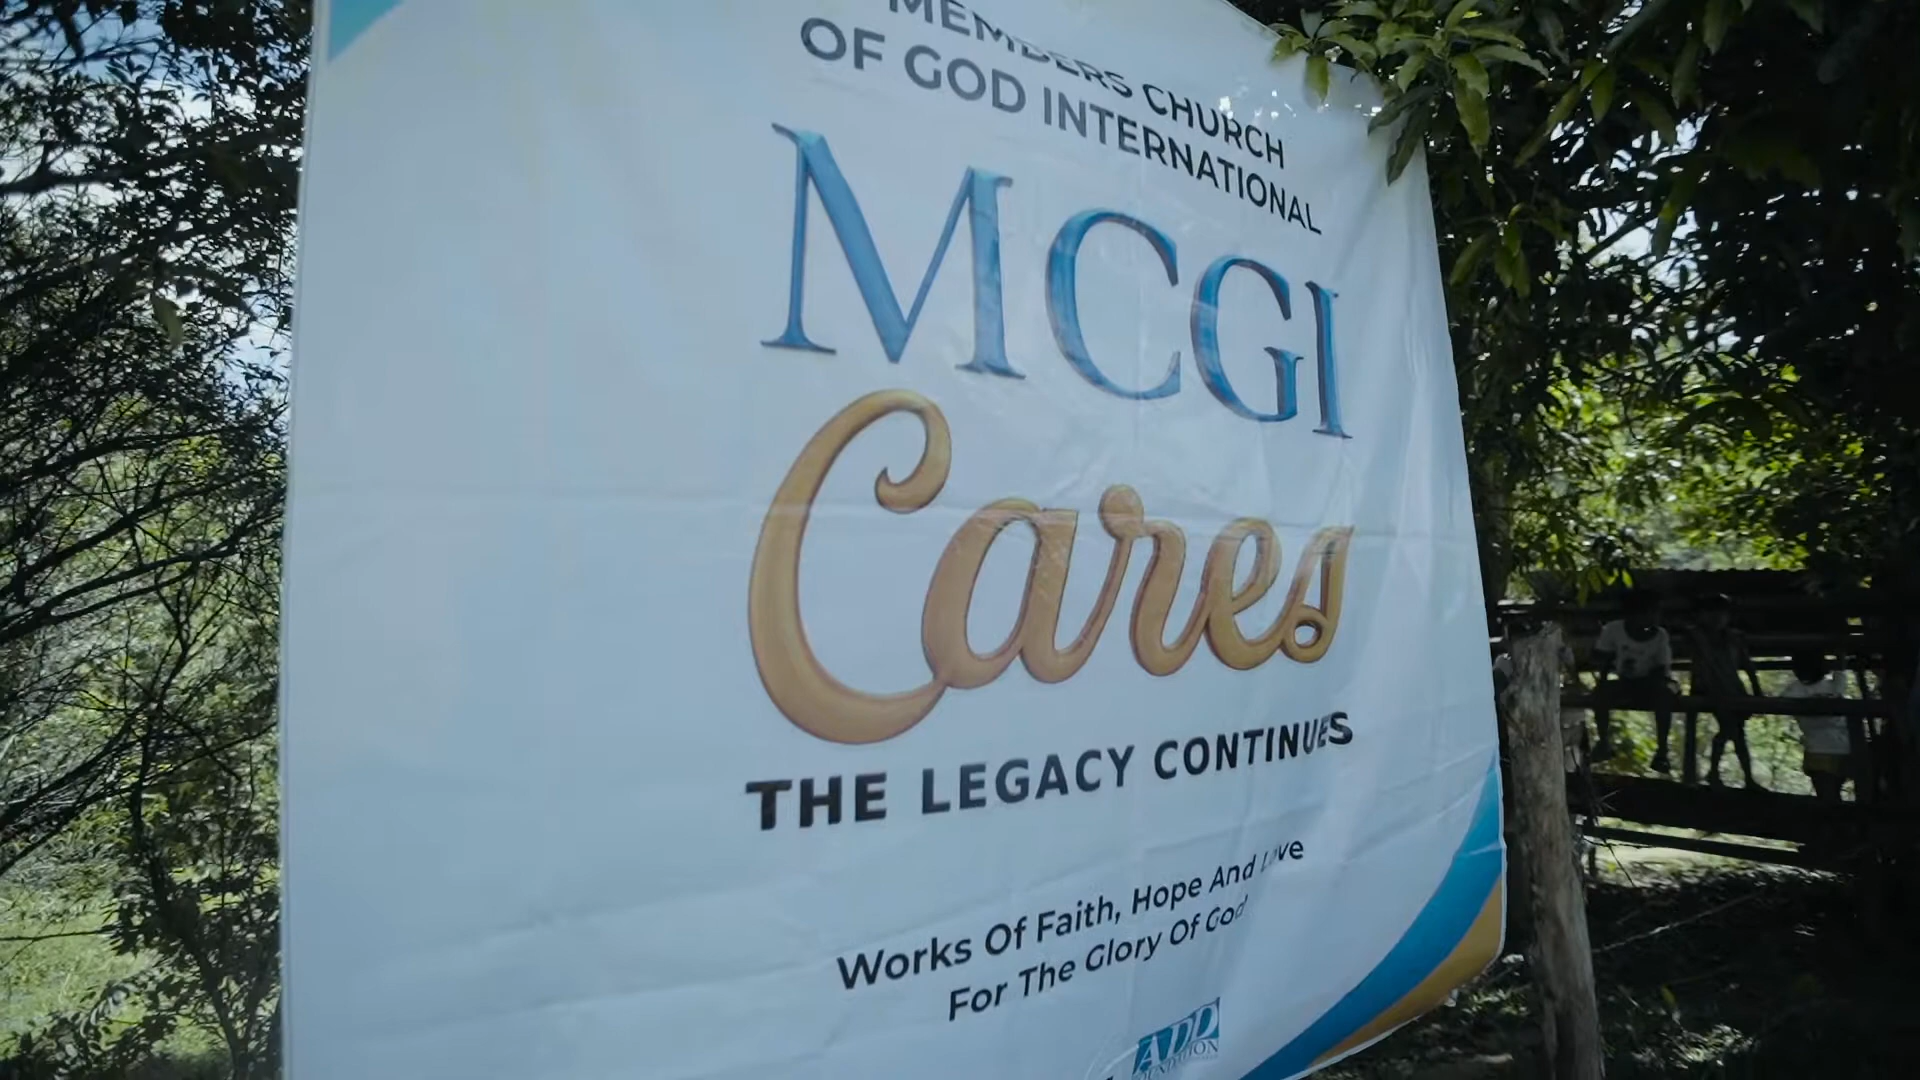 MEMBERS CHURCH
OF GOD INTERNATIONAL
MCGI
Cares
THE LEGACY CONTINUES
Works Of Faith, Hope And Love
For The Glory Of God
ADD
FOUNDATION